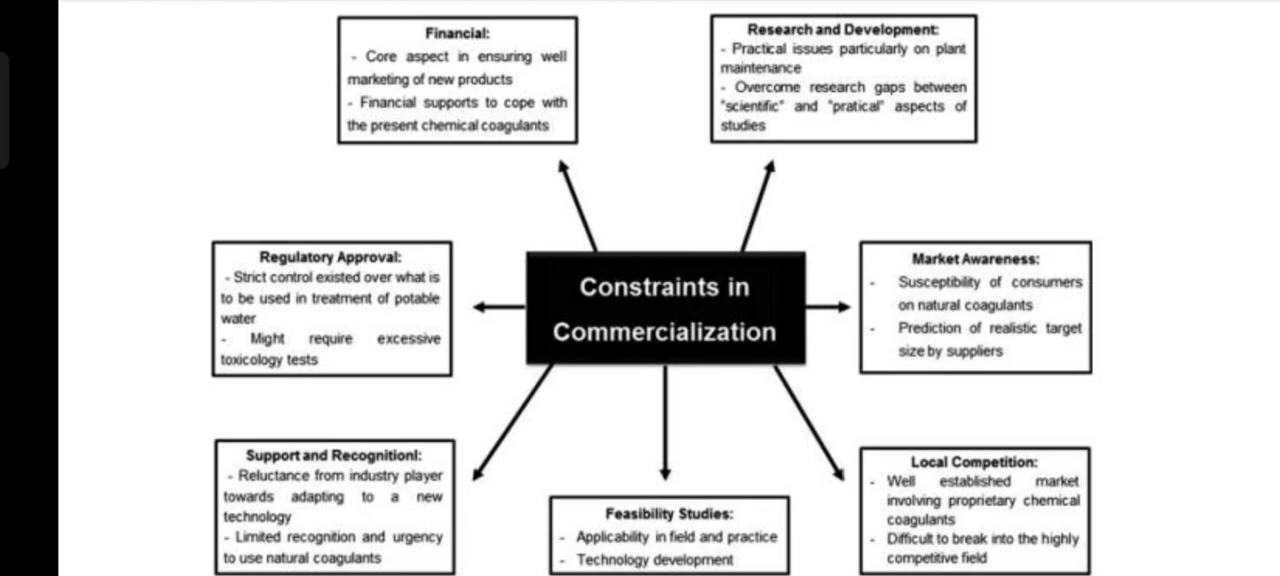 Financial:
- Core aspect in ensuring well
marketing of new products
- Financial supports to cope with
the present chemical coagulants
Research and Development:
- Practical issues particularly on plant
maintenance
- Overcome research gaps between
"scientific" and "pratical" aspects of
studies
Regulatory Approval:
- Strict control existed over what is
to be used in treatment of potable
water
- Might require excessive
toxicology tests
Constraints in
Commercialization
Market Awareness:
- Susceptibility of consumers
on natural coagulants
- Prediction of realistic target
size by suppliers
Support and Recognitionl:
- Reluctance from industry player
towards adapting to a new
technology
- Limited recognition and urgency
to use natural coagulants
Feasibility Studies:
- Applicability in field and practice
- Technology development
Local Competition:
- Well established market
involving proprietary chemical
coagulants
- Difficult to break into the highly
competitive field